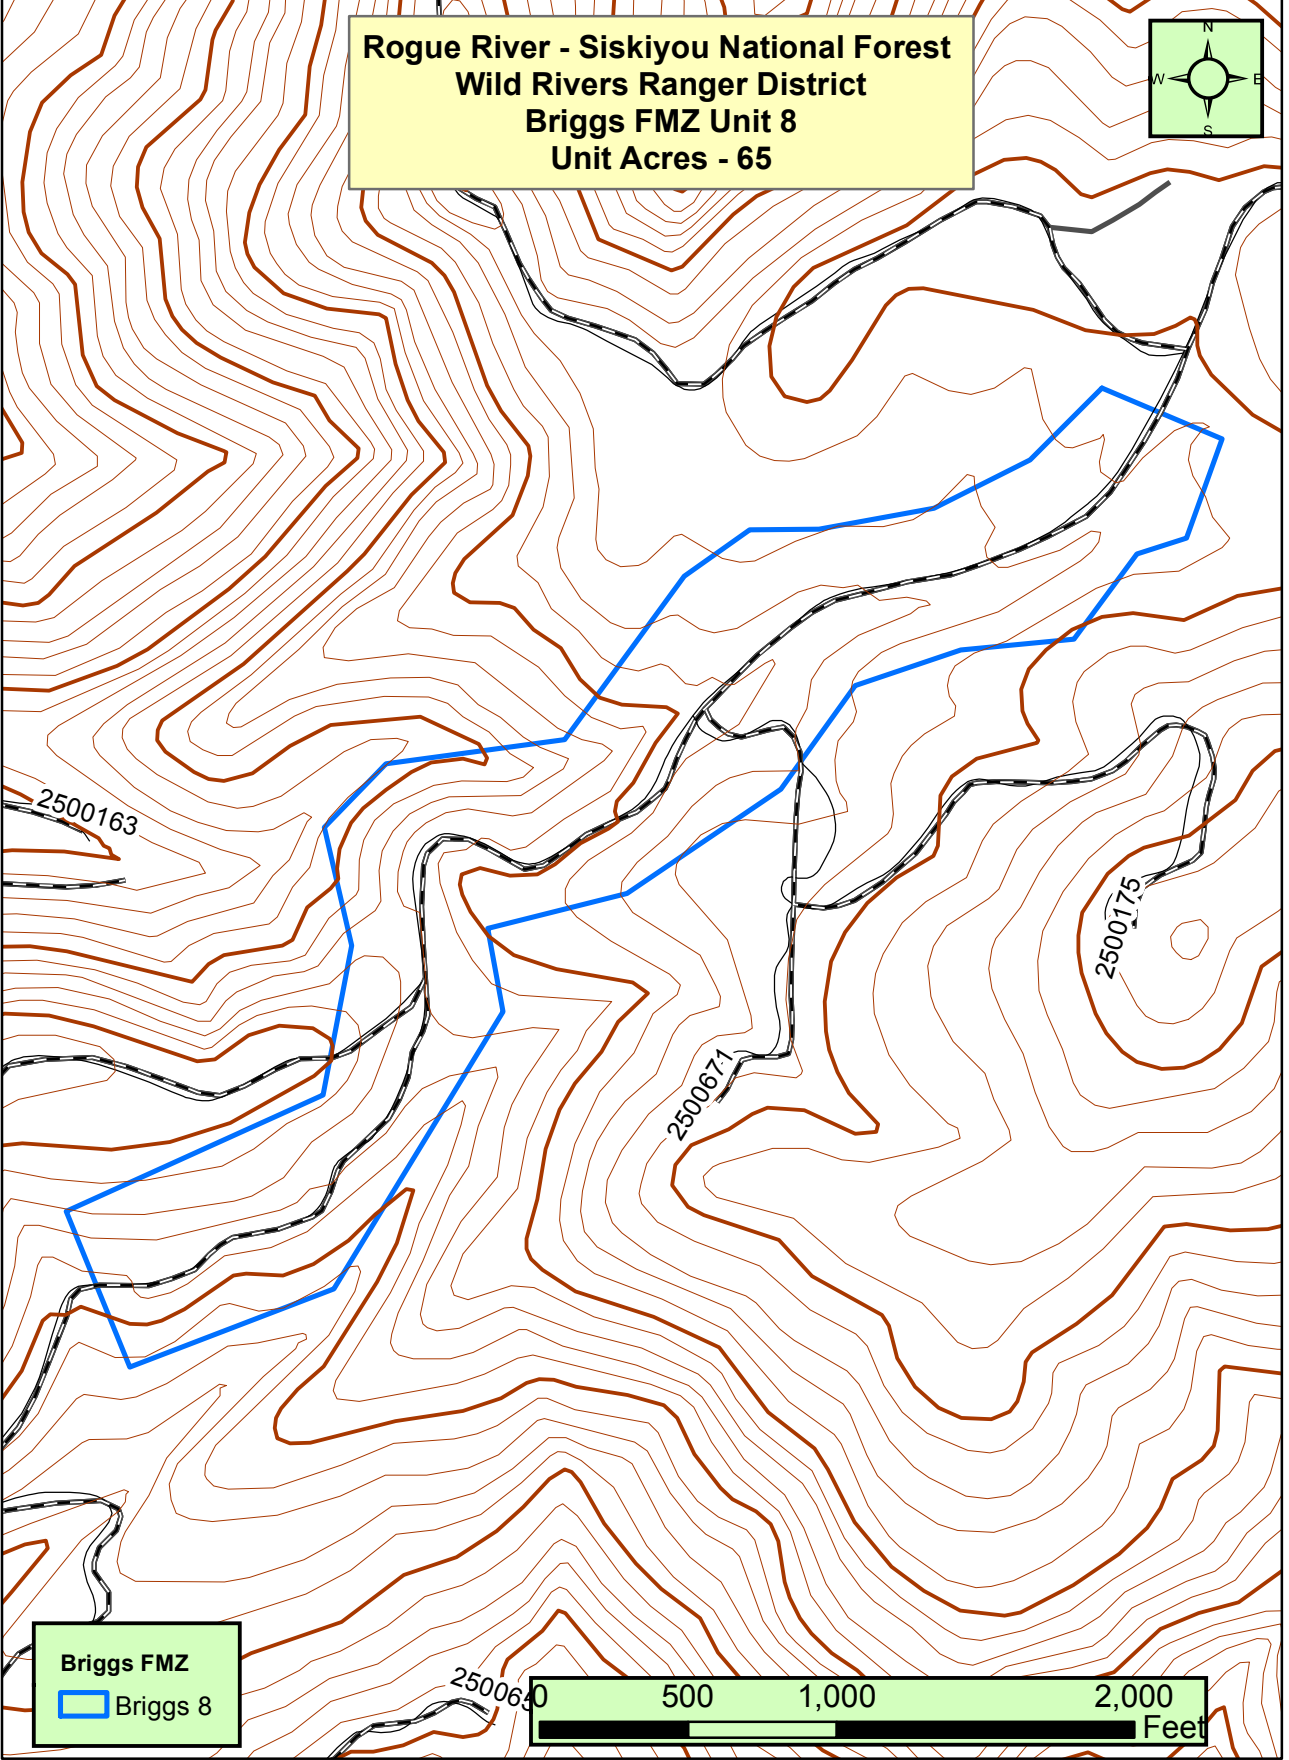 Rogue River - Siskiyou National Forest
Wild Rivers Ranger District
Briggs FMZ Unit 8
Unit Acres - 65
N
W E
S
2500163
2500175
2500671
Briggs FMZ
Briggs 8
250065
0 500 1,000 2,000
Feet